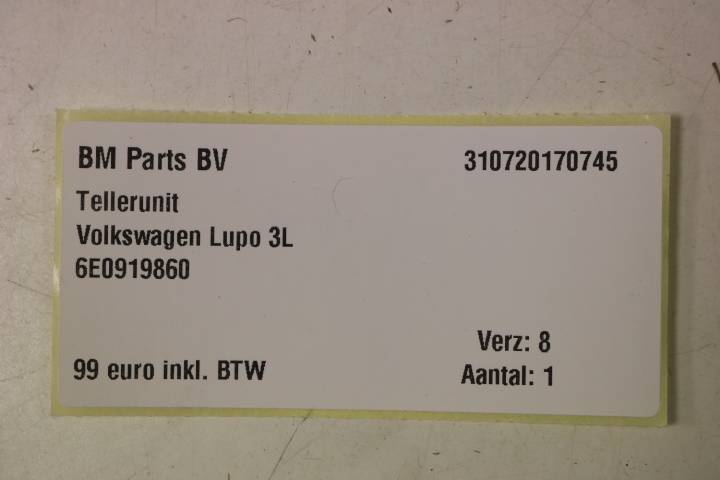 BM Parts BV 310720170745
Tellerunit
Volkswagen Lupo 3L
6E0919860
Verz: 8
99 euro inkl. BTW Aantal: 1